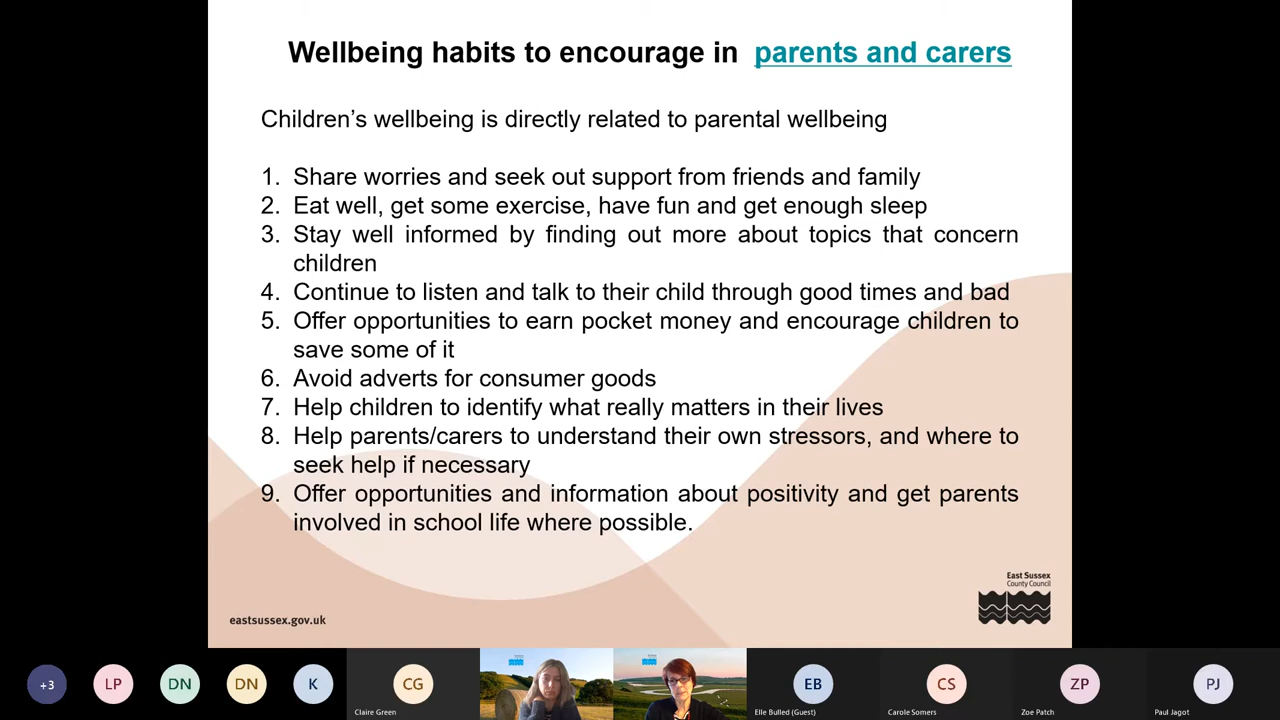 Wellbeing habits to encourage in parents and carers
Children's wellbeing is directly related to parental wellbeing
1. Share worries and seek out support from friends and family
2. Eat well, get some exercise, have fun and get enough sleep
3. Stay well informed by finding out more about topics that concern
children
4. Continue to listen and talk to their child through good times and bad
5. Offer opportunities to earn pocket money and encourage children to
save some of it
6. Avoid adverts for consumer goods
7. Help children to identify what really matters in their lives
8. Help parents/carers to understand their own stressors, and where to
seek help if necessary
9. Offer opportunities and information about positivity and get parents
involved in school life where possible.
East Sussex
County Council
eastsussex.gov.uk
+3 LP DN DN K CG EB CS ZP PJ
Claire Green Elle Bulled (Guest) Carole Somers Zoe Patch Paul Jagot